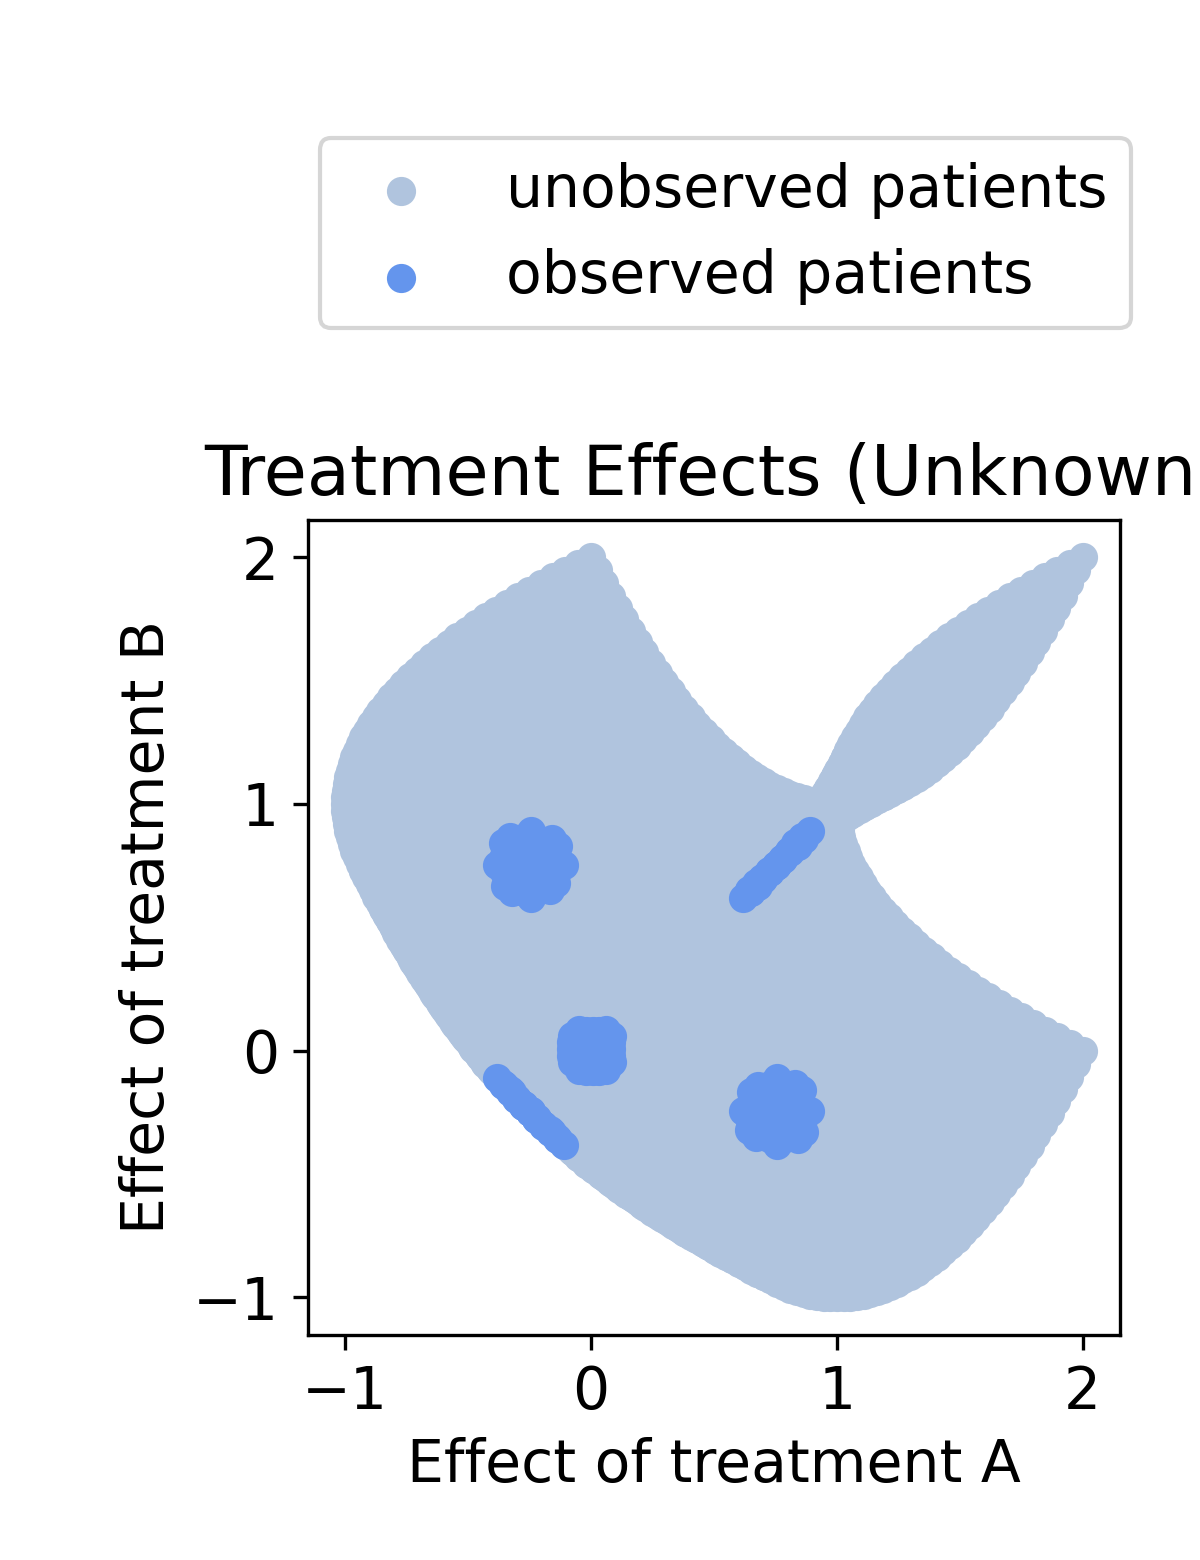 unobserved patients
observed patients
Treatment Effects (Unknown
Effect of treatment B
2
1
0
−1
−1 0 1 2
Effect of treatment A